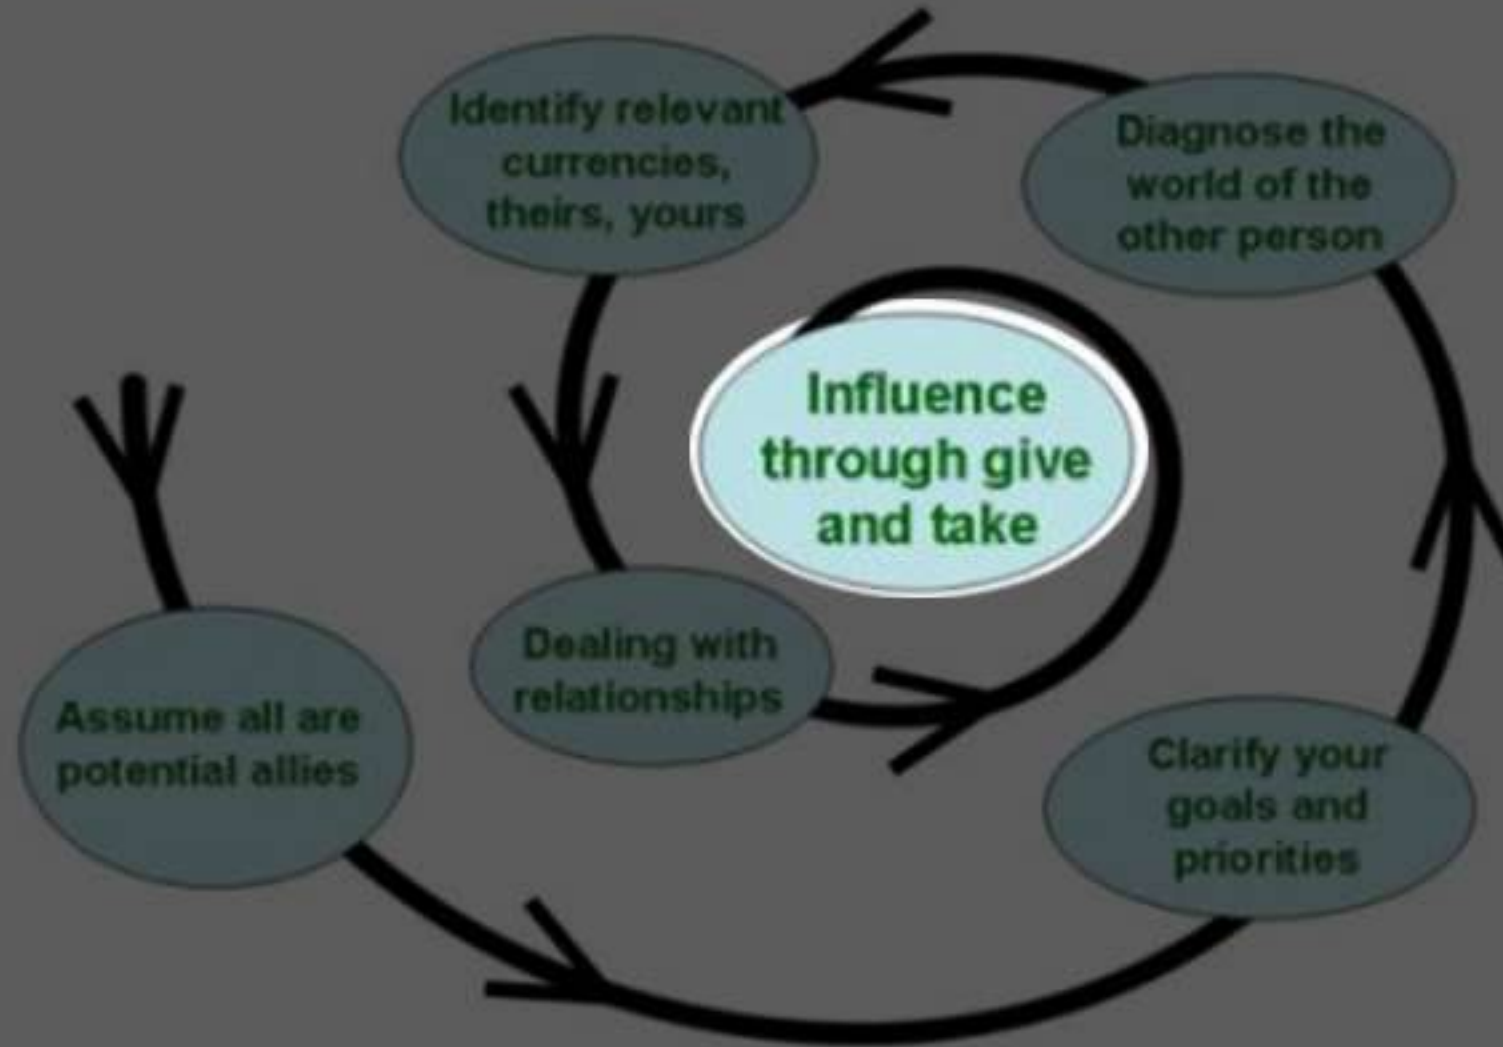 Identify relevant
currencies,
theirs, yours
Diagnose the
world of the
other person
Influence
through give
and take
Dealing with
relationships
Assume all are
potential allies
Clarify your
goals and
priorities